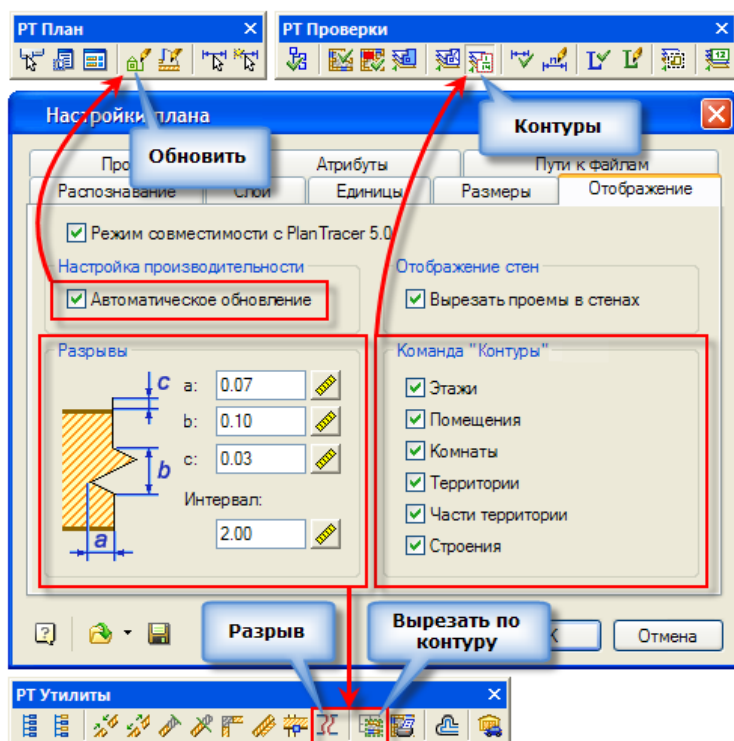 РТ План
РТ Проверки
Настройки плана
Контуры
Обновить
Атрибуты
Пути к файлам
Распознавание
Слои
Единицы
Размеры
Отображение
Режим совместимости с PlanTracer 5.0
Настройка производительности
Отображение стен
Автоматическое обновление
Вырезать проемы в стенах
Разрывы
Команда "Контуры"
c
a: 0.07
b: 0.10
c: 0.03
b
a
Интервал:
2.00
Этажи
Помещения
Комнаты
Территории
Части территории
Строения
Разрыв
Вырезать по
контуру
Отмена
РТ Утилиты